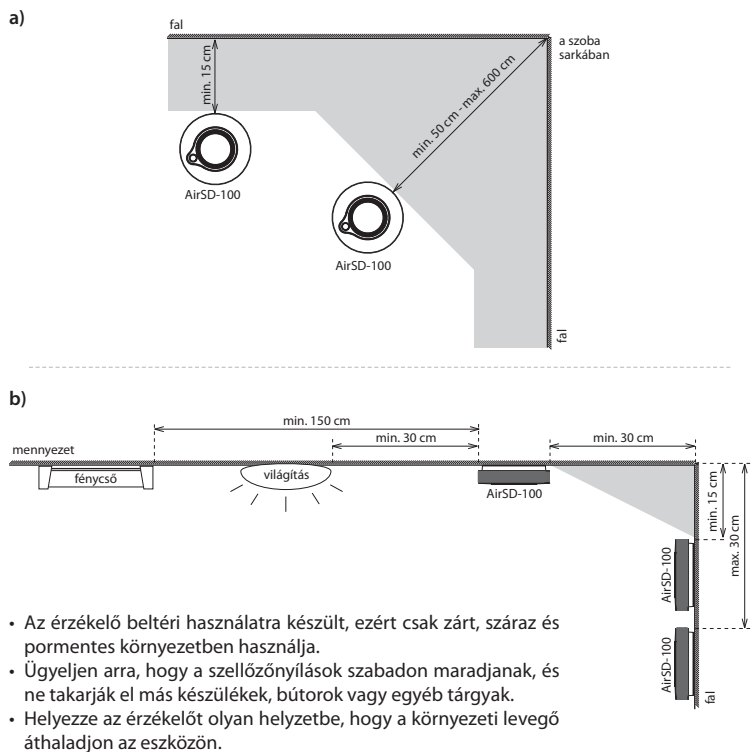 a)
fal
a szoba
sarkában
min. 15 cm
min. 50 cm - max. 600 cm
AirSD-100
AirSD-100
fal
b)
min. 150 cm
min. 30 cm
min. 30 cm
mennyezet
fénycső
világítás
AirSD-100
min. 15 cm
max. 30 cm
AirSD-100
AirSD-100
fal
• Az érzékelő beltéri használatra készült, ezért csak zárt, száraz és
pormentes környezetben használja.
• Ügyeljen arra, hogy a szellőzőnyílások szabadon maradjanak, és
ne takarják el más készülékek, bútorok vagy egyéb tárgyak.
• Helyezze az érzékelőt olyan helyzetbe, hogy a környezeti levegő
áthaladjon az eszközön.